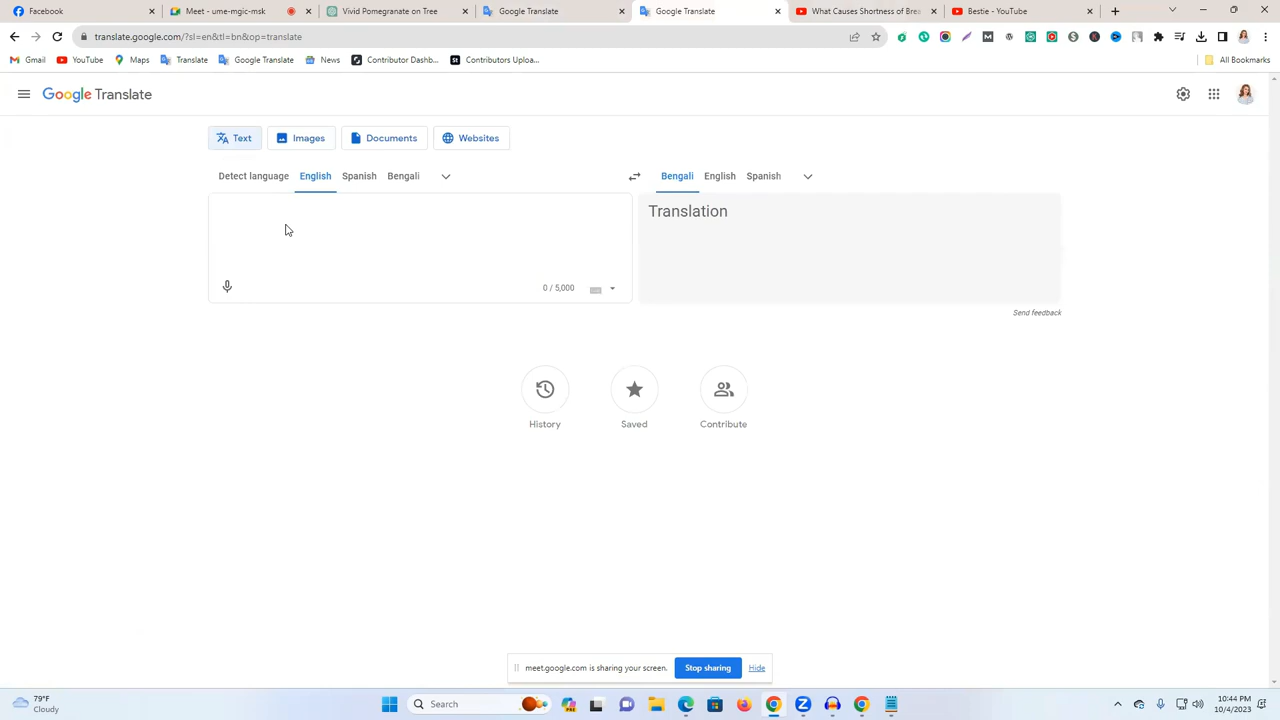 Facebook
Meet - ume-mgic-msk
Vivid Pomegranate on Tree
Google Translate
Google Translate
What Causes Shortness of Brea
Bestie - YouTube
translate.google.com/?sl=en&tl=bn&op=translate
Gmail
YouTube
Maps
Translate
Google Translate
News
Contributor Dashb...
Contributors Uploa...
All Bookmarks
Google Translate
Text
Images
Documents
Websites
Detect language
English
Spanish
Bengali
Bengali
English
Spanish
Translation
0 / 5,000
Send feedback
History
Saved
Contribute
meet.google.com is sharing your screen.
Stop sharing
Hide
79°F
Cloudy
Search
10:44 PM
10/4/2023